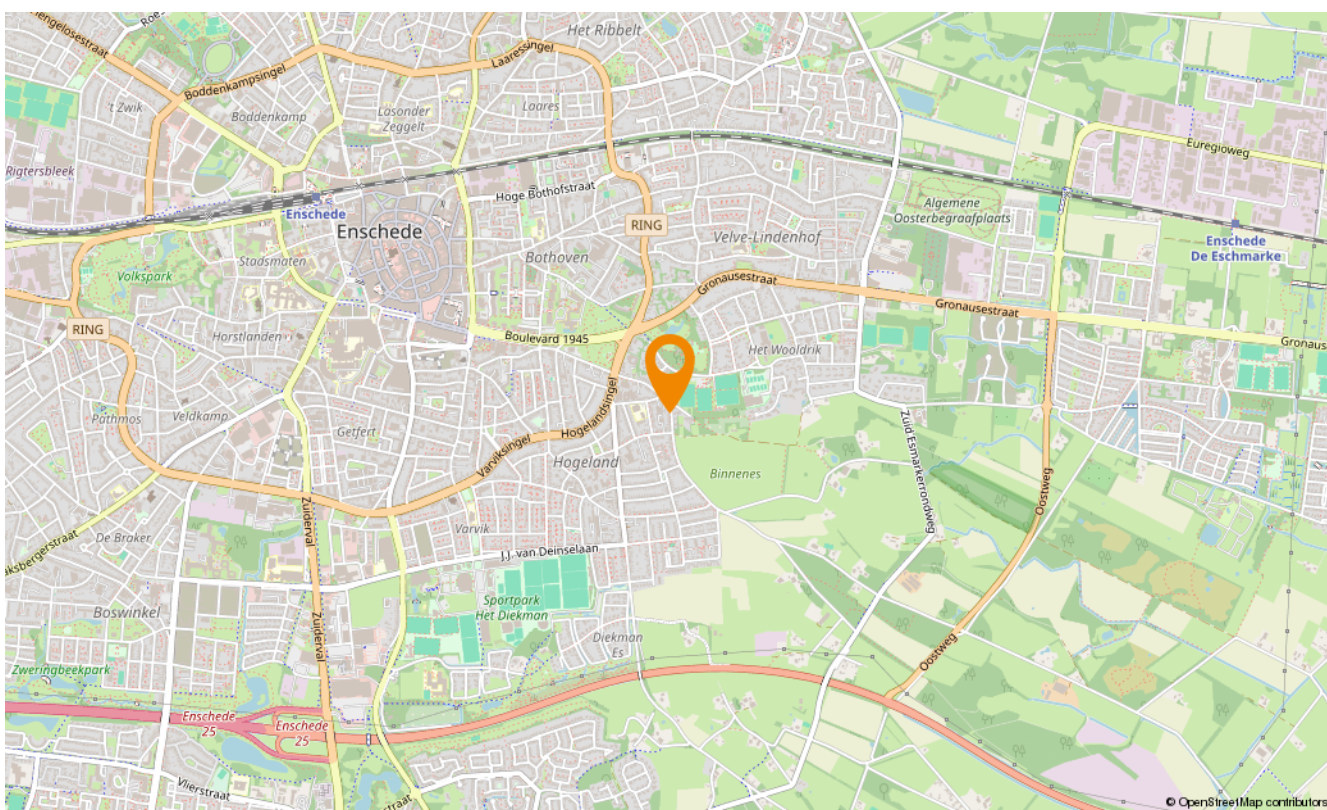 Het Ribbelt
Laaressingel
Boddenkampsingel
't Zwik
Boddenkamp
Lasonder
Zeggelt
Laares
Euregioweg
Rigtersbleek
Hoge Bothofstraat
Algemene
Oosterbegraafplaats
Enschede
Enschede
RING
Velve-Lindenhof
Enschede
De Eschmarke
Stadsmaten
Bothoven
Volkspark
Gronausestraat
Gronausestraat
RING
Horstlanden
Boulevard 1945
Het Wooldrik
Pathmos
Veldkamp
Getfert
Hogelandsingel
Varviksingel
Hogeland
Zuid Esmarkerrondweg
Binnenes
Oostweg
Zuiderval
Varvik
De Braker
J.J. van Deinselaan
Boswinkel
Sportpark
Het Diekman
Zuiderval
Diekman
Es
Oostweg
Zweringbeekpark
Enschede
25
Enschede
25
Vlierstraat
© OpenStreetMap contributors